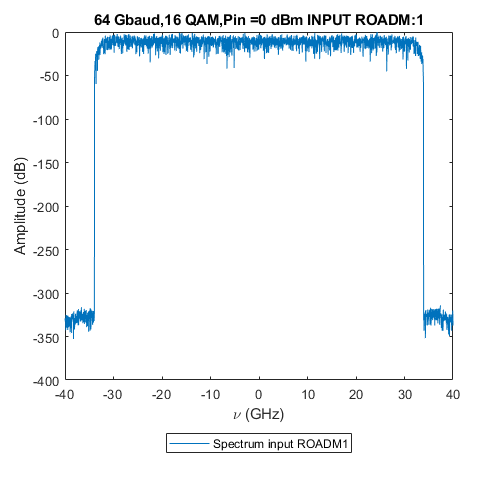 64 Gbaud,16 QAM,Pin =0 dBm INPUT ROADM:1
0
-50
-100
-150
-200
-250
-300
-350
-400
Amplitude (dB)
-40 -30 -20 -10 0 10 20 30 40
ν (GHz)
Spectrum input ROADM1